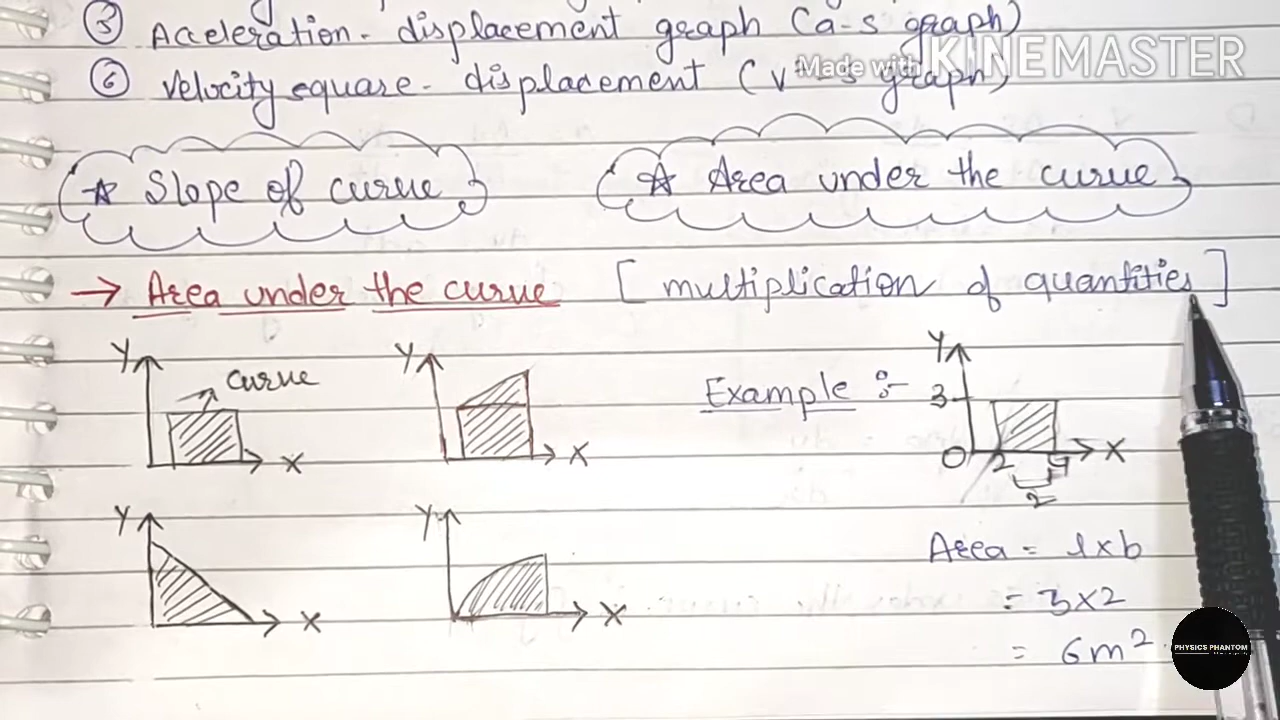 ③ Acceleration - displacement graph (a-s graph)
Made with KINEMASTER
⑥ Velocity square - displacement (v²-s graph)
☆ Slope of curve
☆ Area under the curve
→ Area under the curve [multiplication of quantities]
Y
curve
X
Y
X
Example :-
Y
3
O
2
4
X
2
Y
X
Y
X
Area = l×b
= 3×2
= 6m²
PHYSICS PHANTOM